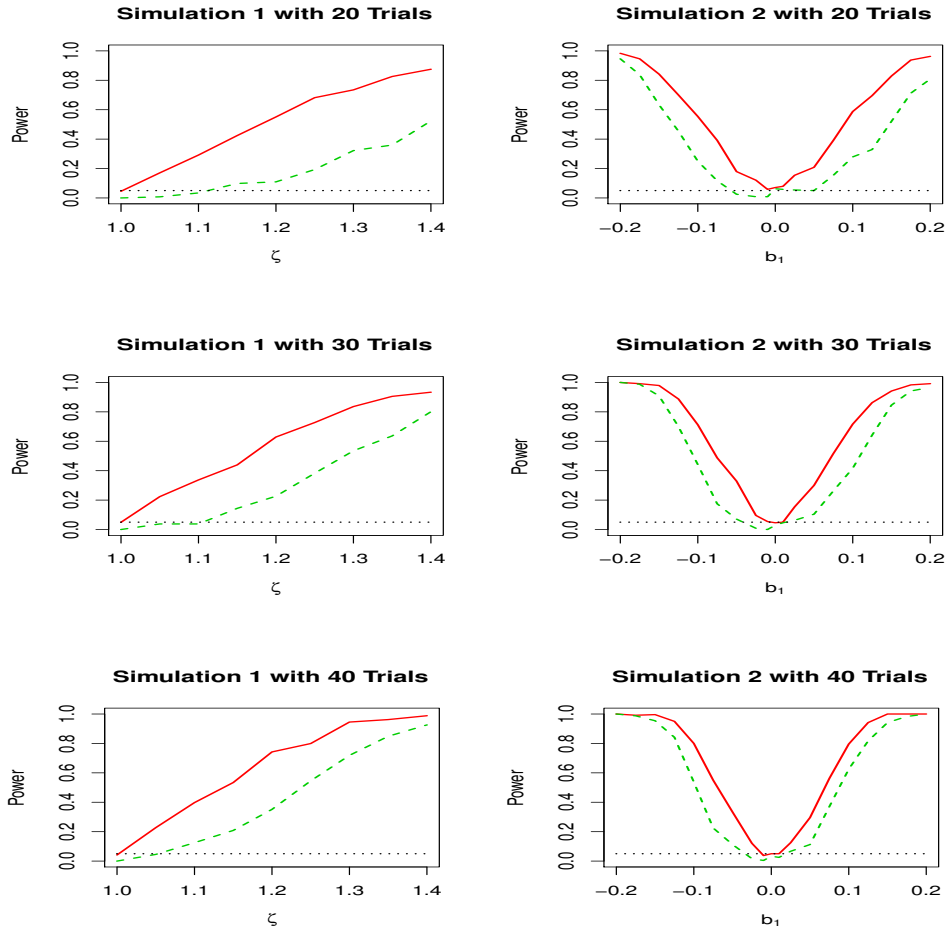 Simulation 1 with 20 Trials
Power
0.0 0.2 0.4 0.6 0.8 1.0
1.0 1.1 1.2 1.3 1.4
ζ
Simulation 2 with 20 Trials
Power
0.0 0.2 0.4 0.6 0.8 1.0
−0.2 −0.1 0.0 0.1 0.2
b₁
Simulation 1 with 30 Trials
Power
0.0 0.2 0.4 0.6 0.8 1.0
1.0 1.1 1.2 1.3 1.4
ζ
Simulation 2 with 30 Trials
Power
0.0 0.2 0.4 0.6 0.8 1.0
−0.2 −0.1 0.0 0.1 0.2
b₁
Simulation 1 with 40 Trials
Power
0.0 0.2 0.4 0.6 0.8 1.0
1.0 1.1 1.2 1.3 1.4
ζ
Simulation 2 with 40 Trials
Power
0.0 0.2 0.4 0.6 0.8 1.0
−0.2 −0.1 0.0 0.1 0.2
b₁